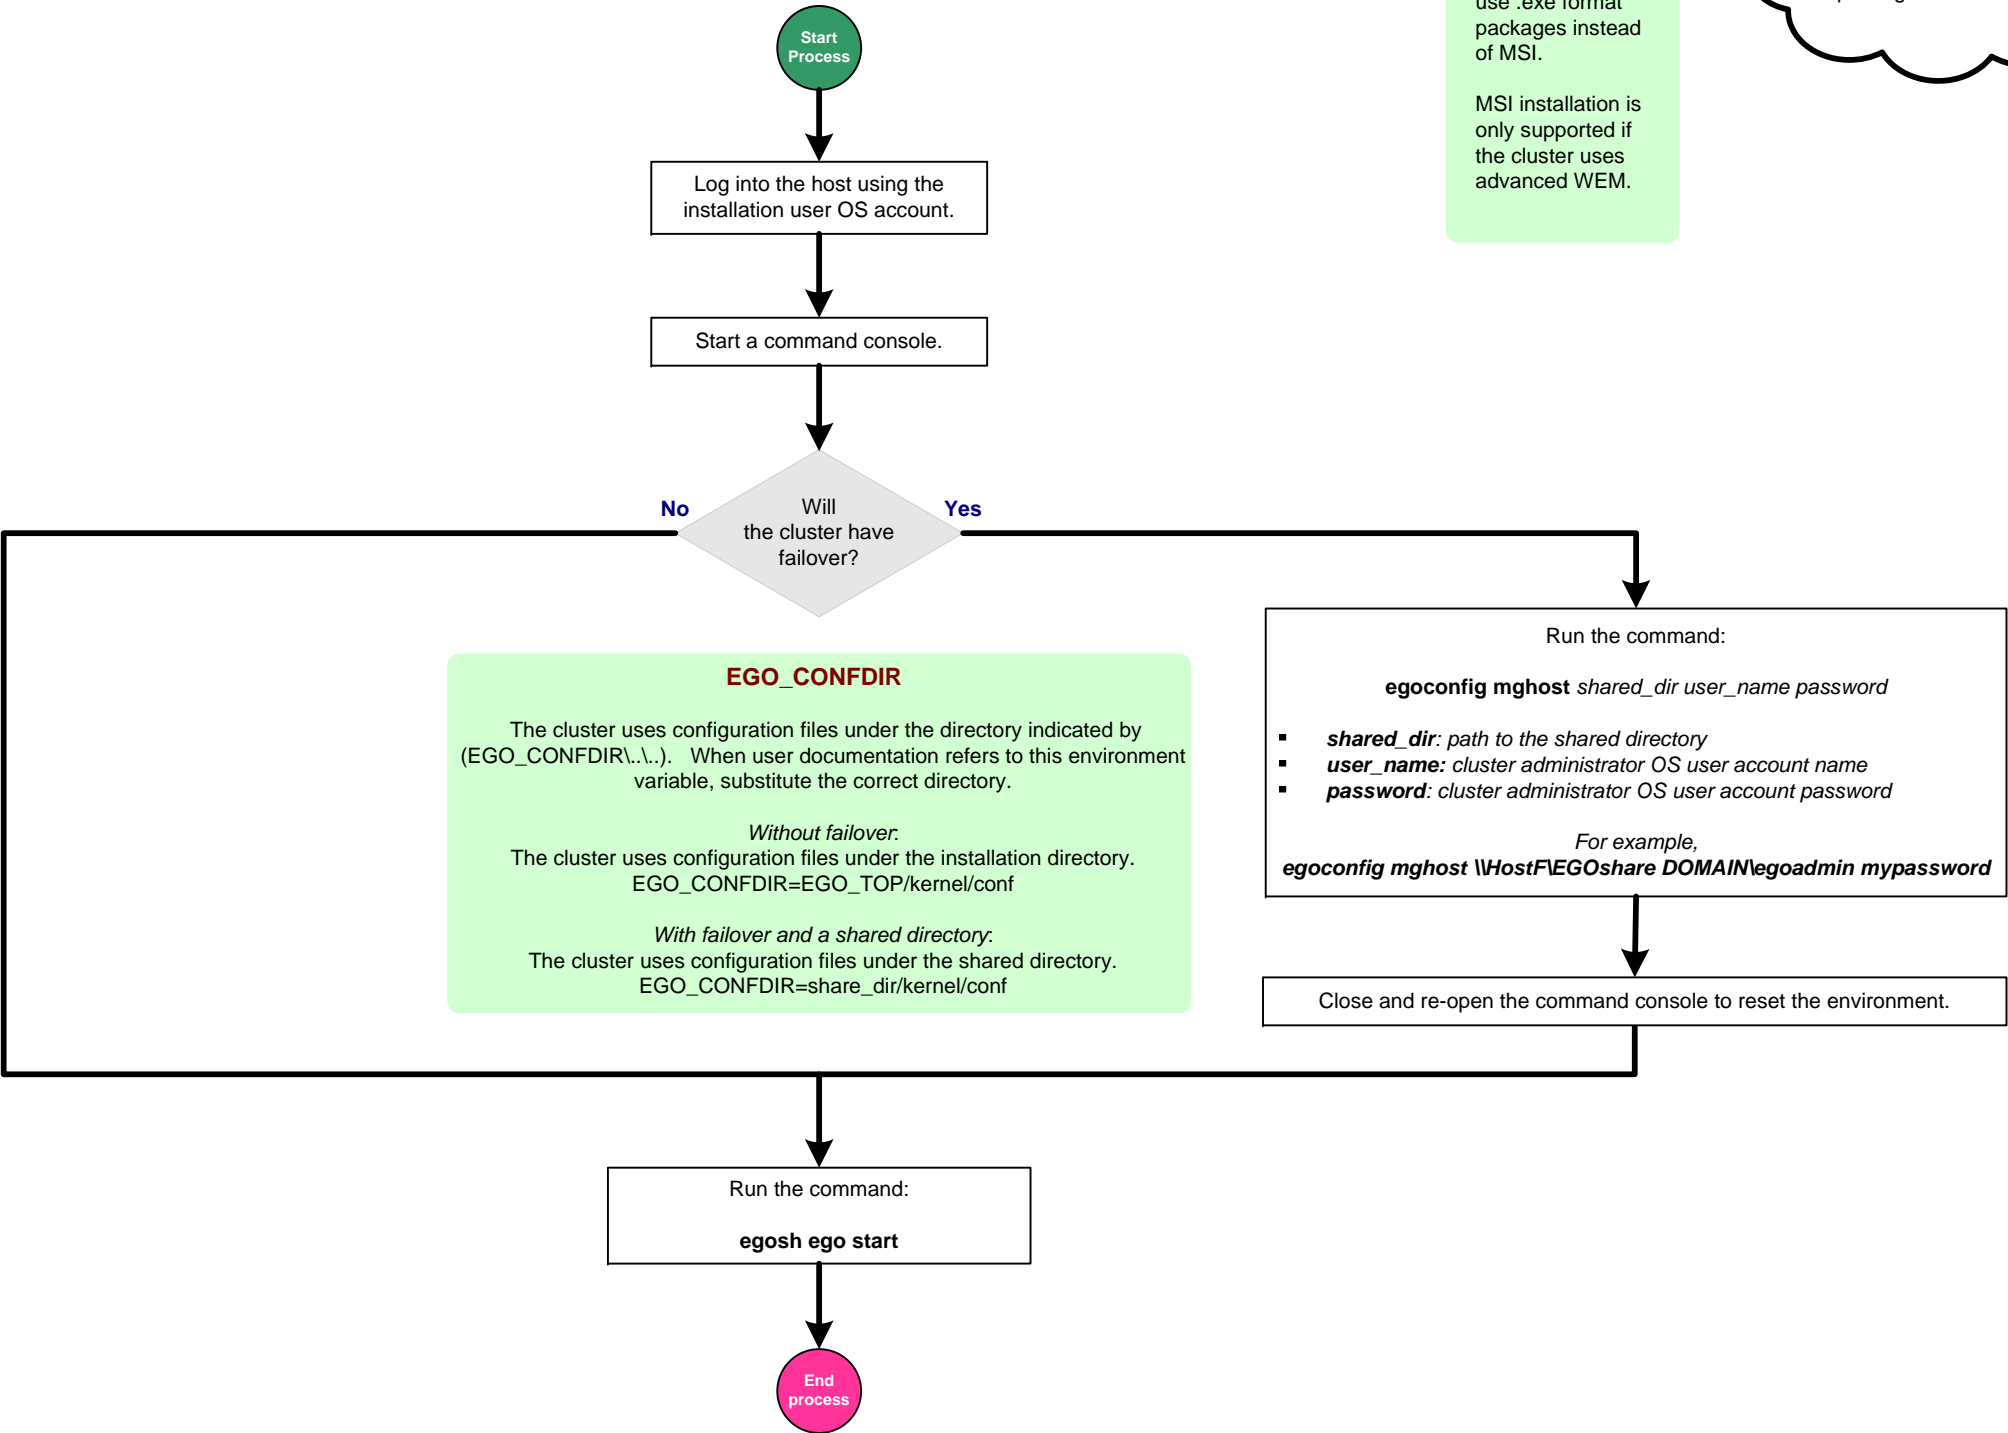 use .exe format
packages instead
of MSI.
MSI installation is
only supported if
the cluster uses
advanced WEM.
Start
Process
Log into the host using the
installation user OS account.
Start a command console.
Will
the cluster have
failover?
No
Yes
EGO_CONFDIR
The cluster uses configuration files under the directory indicated by
(EGO_CONFDIR\..\..). When user documentation refers to this environment
variable, substitute the correct directory.
Without failover:
The cluster uses configuration files under the installation directory.
EGO_CONFDIR=EGO_TOP/kernel/conf
With failover and a shared directory:
The cluster uses configuration files under the shared directory.
EGO_CONFDIR=share_dir/kernel/conf
Run the command:
egoconfig mghost shared_dir user_name password
▪ shared_dir: path to the shared directory
▪ user_name: cluster administrator OS user account name
▪ password: cluster administrator OS user account password
For example,
egoconfig mghost \\HostF\EGOshare DOMAIN\egoadmin mypassword
Close and re-open the command console to reset the environment.
Run the command:
egosh ego start
End
process